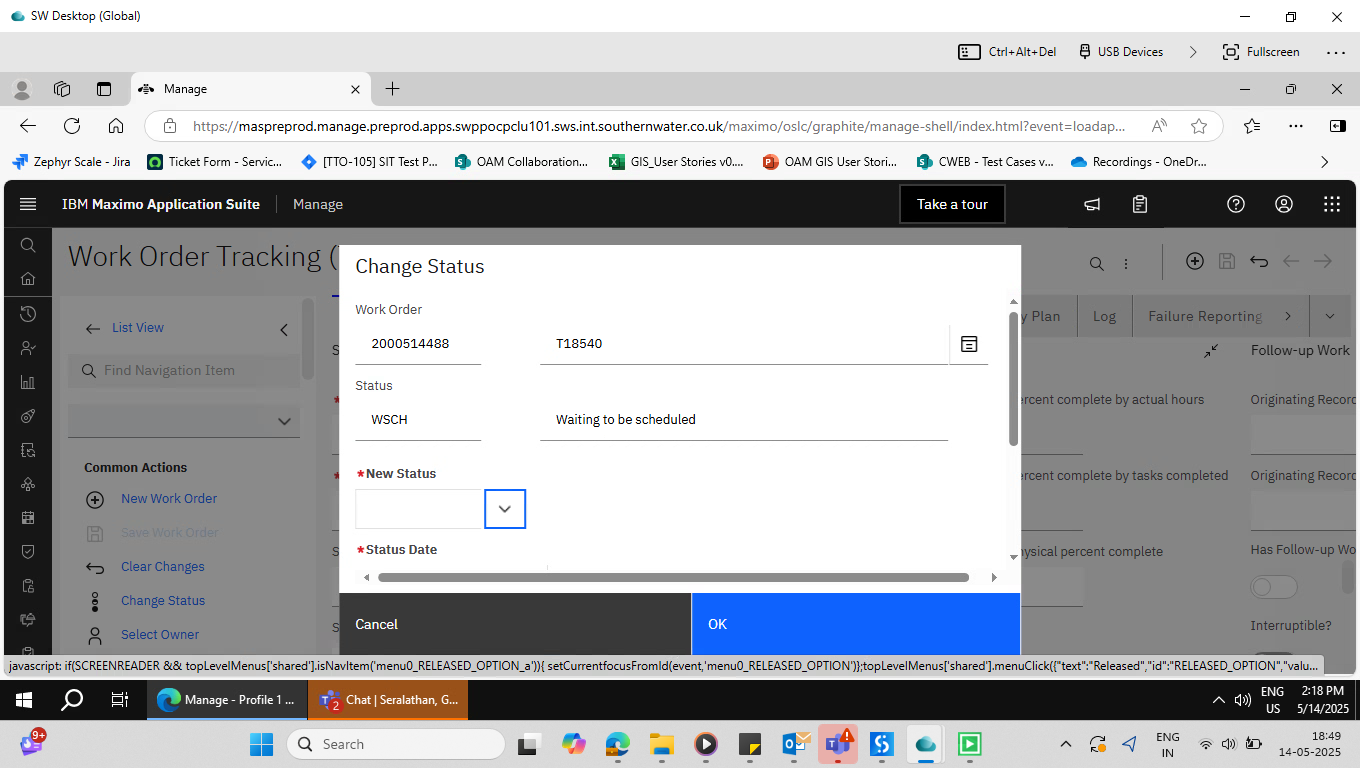 SW Desktop (Global)
Ctrl+Alt+Del
USB Devices
Fullscreen
Manage
https://maspreprod.manage.preprod.apps.swppocpclu101.sws.int.southernwater.co.uk/maximo/oslc/graphite/manage-shell/index.html?event=loadap...
Zephyr Scale - Jira
Ticket Form - Servic...
[TTO-105] SIT Test P...
OAM Collaboration...
GIS_User Stories v0....
OAM GIS User Stori...
CWEB - Test Cases v...
Recordings - OneDr...
IBM Maximo Application Suite
Manage
Take a tour
Work Order Tracking (
List View
Find Navigation Item
Common Actions
New Work Order
Save Work Order
Clear Changes
Change Status
Select Owner
Change Status
Work Order
2000514488
T18540
Status
WSCH
Waiting to be scheduled
*New Status
*Status Date
Cancel
OK
y Plan
Log
Failure Reporting
Follow-up Work
ercent complete by actual hours
Originating Recor
ercent complete by tasks completed
Originating Recor
hysical percent complete
Has Follow-up Wo
Interruptible?
javascript: if(SCREENREADER && topLevelMenus['shared'].isNavItem('menu0_RELEASED_OPTION_a')){ setCurrentfocusFromId(event,'menu0_RELEASED_OPTION')};topLevelMenus['shared'].menuClick({"text":"Released","id":"RELEASED_OPTION","valu...
Manage - Profile 1 ...
2
Chat | Seralathan, G...
ENG
US
2:18 PM
5/14/2025
9+
Search
ENG
IN
18:49
14-05-2025